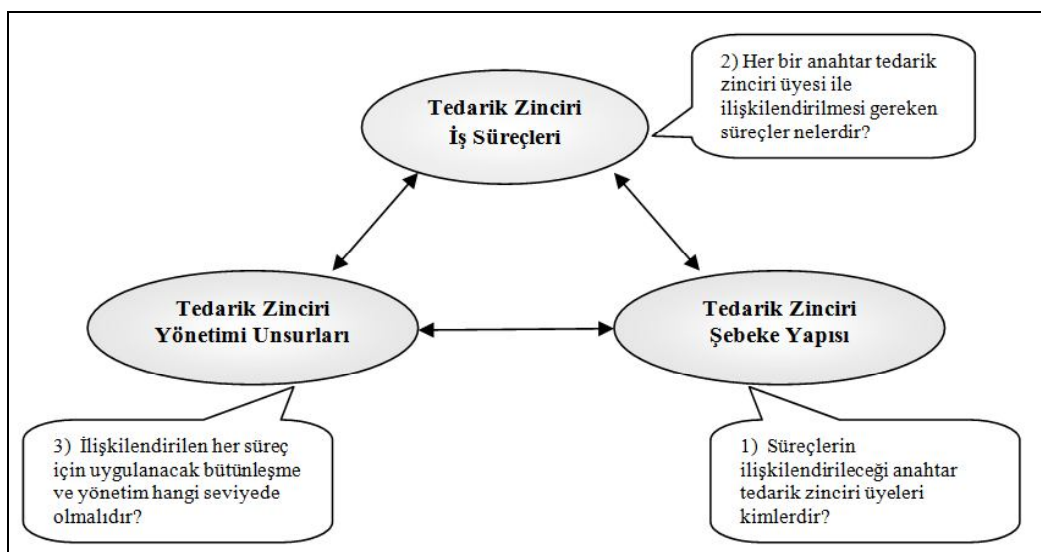 2) Her bir anahtar tedarik
zinciri üyesi ile
ilişkilendirilmesi gereken
süreçler nelerdir?
Tedarik Zinciri
İş Süreçleri
Tedarik Zinciri
Yönetimi Unsurları
Tedarik Zinciri
Şebeke Yapısı
3) İlişkilendirilen her süreç
için uygulanacak bütünleşme
ve yönetim hangi seviyede
olmalıdır?
1) Süreçlerin
ilişkilendirileceği anahtar
tedarik zinciri üyeleri
kimlerdir?